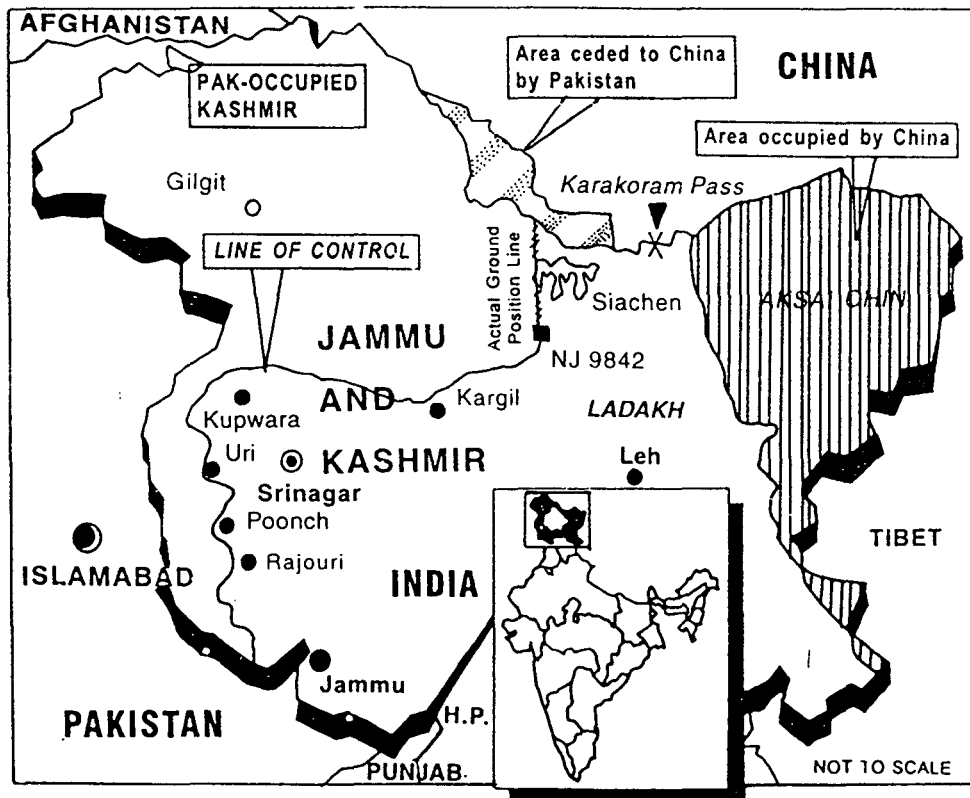 AFGHANISTAN
PAK-OCCUPIED
KASHMIR
Area ceded to China
by Pakistan
CHINA
Area occupied by China
Gilgit
Karakoram Pass
LINE OF CONTROL
Actual Ground
Position Line
Siachen
AKSAI CHIN
JAMMU
NJ 9842
AND
Kargil
LADAKH
Kupwara
Uri
KASHMIR
Leh
Srinagar
Poonch
TIBET
ISLAMABAD
Rajouri
INDIA
Jammu
PAKISTAN
H.P.
PUNJAB
NOT TO SCALE